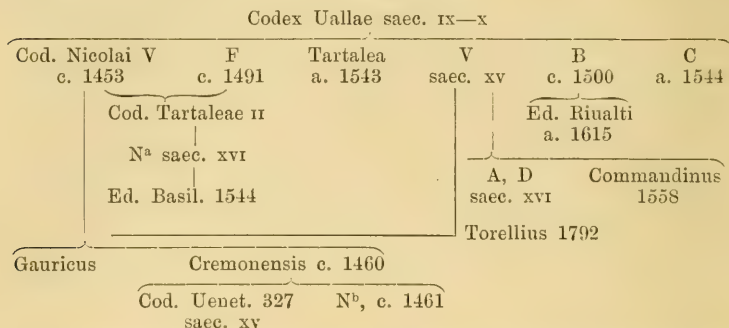 Codex Uallae saec. IX—X
Cod. Nicolai V F Tartalea V B C
c. 1453 c. 1491 a. 1543 saec. XV c. 1500 a. 1544
Cod. Tartaleae II Ed. Riualti
a. 1615
Nᵃ saec. XVI
A, D Commandinus
Ed. Basil. 1544 saec. XVI 1558
Torellius 1792
Gauricus Cremonensis c. 1460
Cod. Uenet. 327 Nᵇ, c. 1461
saec. XV